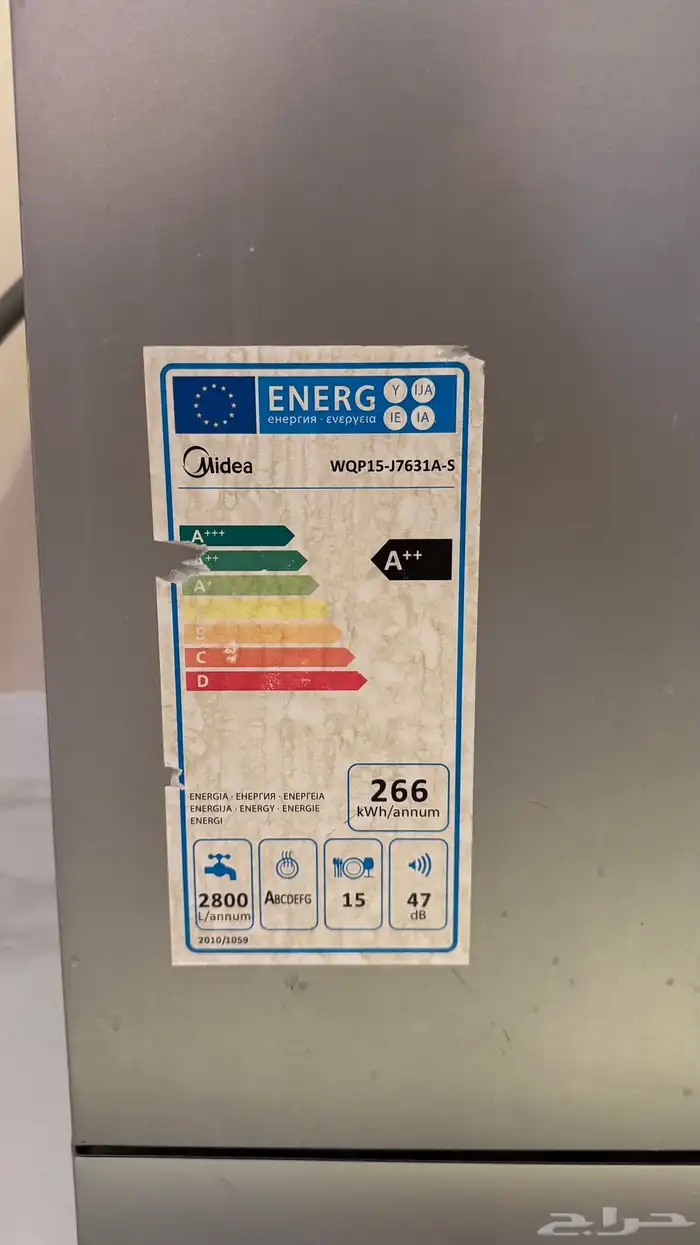 ENERG Y IJA IE IA
енергия · ενεργεια
Midea WQP15-J7631A-S
A+++
++ A++
A+
C
D
ENERGIA · ЕНЕРГИЯ · ΕΝΕΡΓΕΙΑ
ENERGIJA · ENERGY · ENERGIE
ENERGI
266
kWh/annum
2800
L/annum
ABCDEFG
15
47
dB
2010/1059
حراج